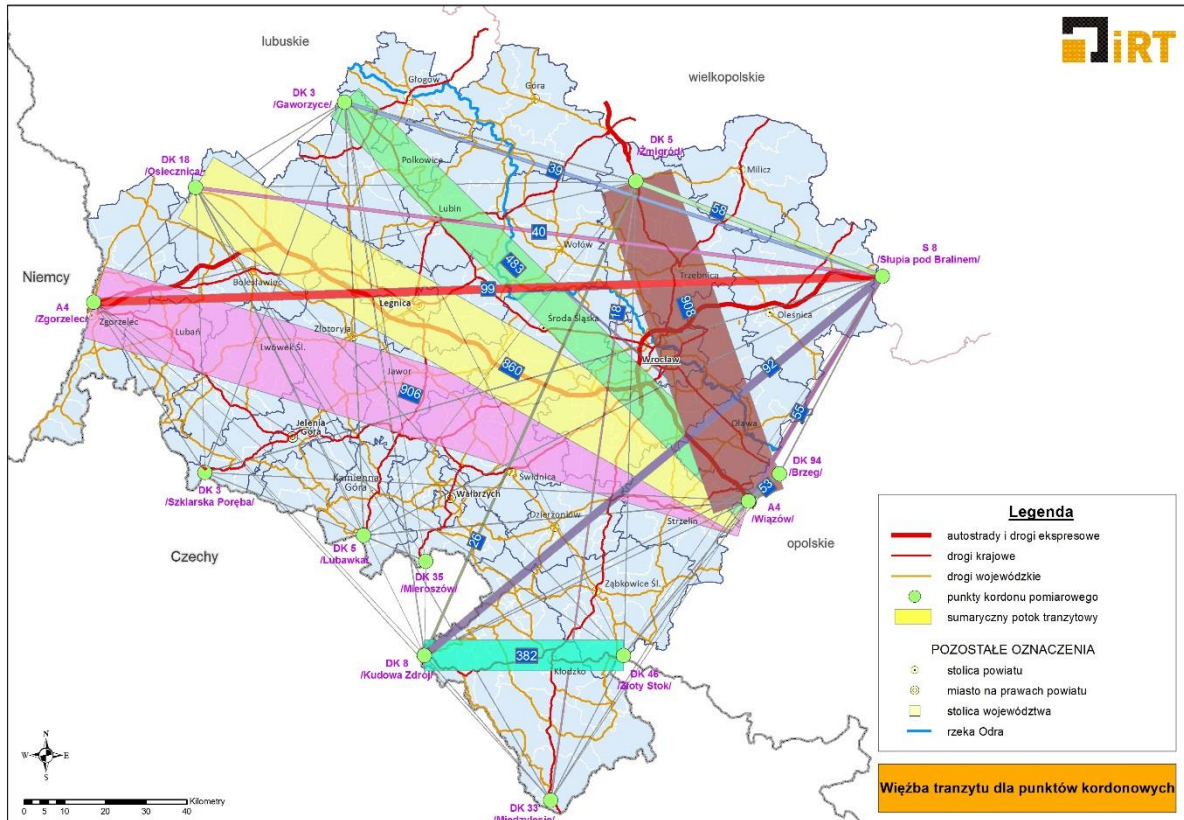 iRT
lubuskie
wielkopolskie
Głogów
Góra
DK 3
/Gaworzyce/
DK 5
/Żmigród/
DK 18
/Osiecznica/
Polkowice
39
Milicz
58
Lubin
40
Wołów
S 8
/Słupia pod Bralinem/
483
Trzebnica
Niemcy
Bolesławiec
99
Legnica
908
A4
/Zgorzelec/
Zgorzelec
18
Oleśnica
Lubań
Złotoryja
Środa Śląska
Lwówek Śl.
Wrocław
92
Jawor
860
906
55
Jelenia
Góra
Oława
DK 94
/Brzeg/
DK 3
/Szklarska Poręba/
Kamienna
Góra
Świdnica
53
Wałbrzych
A4
/Wiązów/
Dzierżoniów
Strzelin
DK 5
/Lubawka/
26
opolskie
Czechy
DK 35
/Mieroszów/
Ząbkowice Śl.
382
DK 8
/Kudowa Zdrój/
Kłodzko
DK 46
/Złoty Stok/
DK 33
/Międzylesie/
N
W E
S
Kilometry
0 5 10 20 30 40
Legenda
autostrady i drogi ekspresowe
drogi krajowe
drogi wojewódzkie
punkty kordonu pomiarowego
sumaryczny potok tranzytowy
POZOSTAŁE OZNACZENIA
stolica powiatu
miasto na prawach powiatu
stolica województwa
rzeka Odra
Więźba tranzytu dla punktów kordonowych